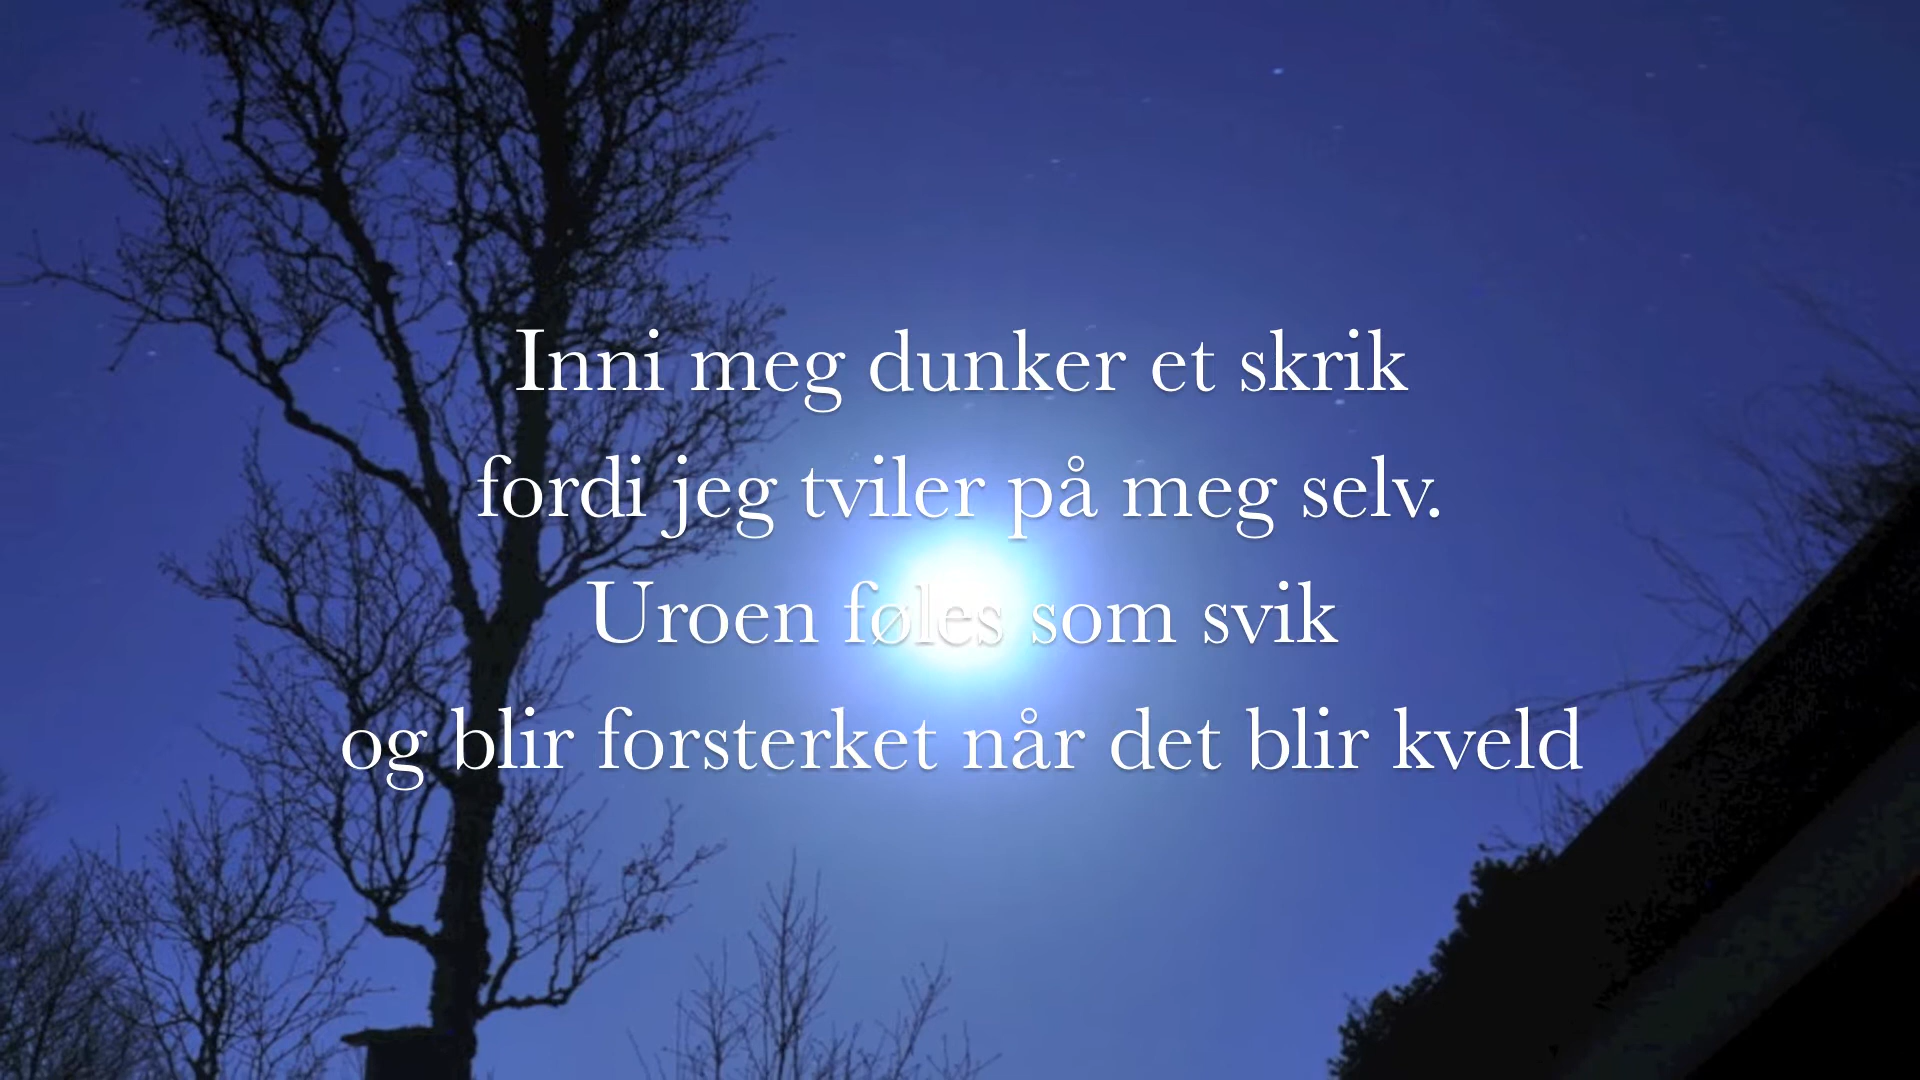 Inni meg dunker et skrik
fordi jeg tviler på meg selv.
Uroen føles som svik
og blir forsterket når det blir kveld